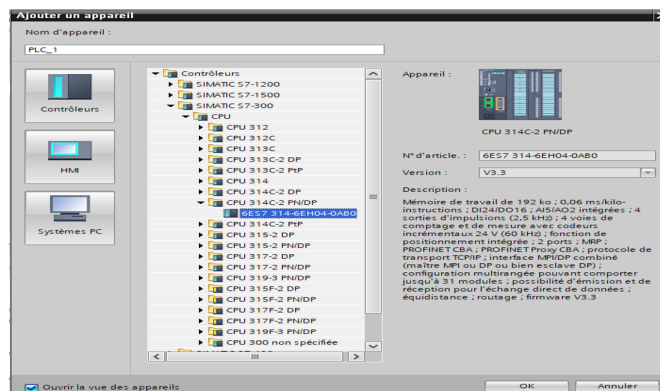 Ajouter un appareil
Nom d'appareil :
PLC_1
Contrôleurs
HMI
Systèmes PC
Contrôleurs
SIMATIC S7-1200
SIMATIC S7-1500
SIMATIC S7-300
CPU
CPU 312
CPU 312C
CPU 313C
CPU 313C-2 DP
CPU 313C-2 PtP
CPU 314
CPU 314C-2 DP
CPU 314C-2 PN/DP
6ES7 314-6EH04-0AB0
CPU 314C-2 PtP
CPU 315-2 DP
CPU 315-2 PN/DP
CPU 317-2 DP
CPU 317-2 PN/DP
CPU 319-3 PN/DP
CPU 315F-2 DP
CPU 315F-2 PN/DP
CPU 317F-2 DP
CPU 317F-2 PN/DP
CPU 319F-3 PN/DP
CPU 300 non spécifiée
Appareil :
CPU 314C-2 PN/DP
N° d'article. : 6ES7 314-6EH04-0AB0
Version : V3.3
Description :
Mémoire de travail de 192 ko ; 0,06 ms/kilo-
instructions ; DI24/DO16 ; AI5/AO2 intégrées ; 4
sorties d'impulsions (2,5 kHz) ; 4 voies de
comptage et de mesure avec codeurs
incrémentaux 24 V (60 kHz) ; fonction de
positionnement intégrée ; 2 ports ; MRP ;
PROFINET CBA ; PROFINET Proxy CBA ; protocole de
transport TCP/IP ; interface MPI/DP combiné
(maître MPI ou DP ou bien esclave DP) ;
configuration multirangée pouvant comporter
jusqu'à 31 modules ; possibilité d'émission et de
réception pour l'échange direct de données ;
équidistance ; routage ; firmware V3.3
Ouvrir la vue des appareils
OK
Annuler